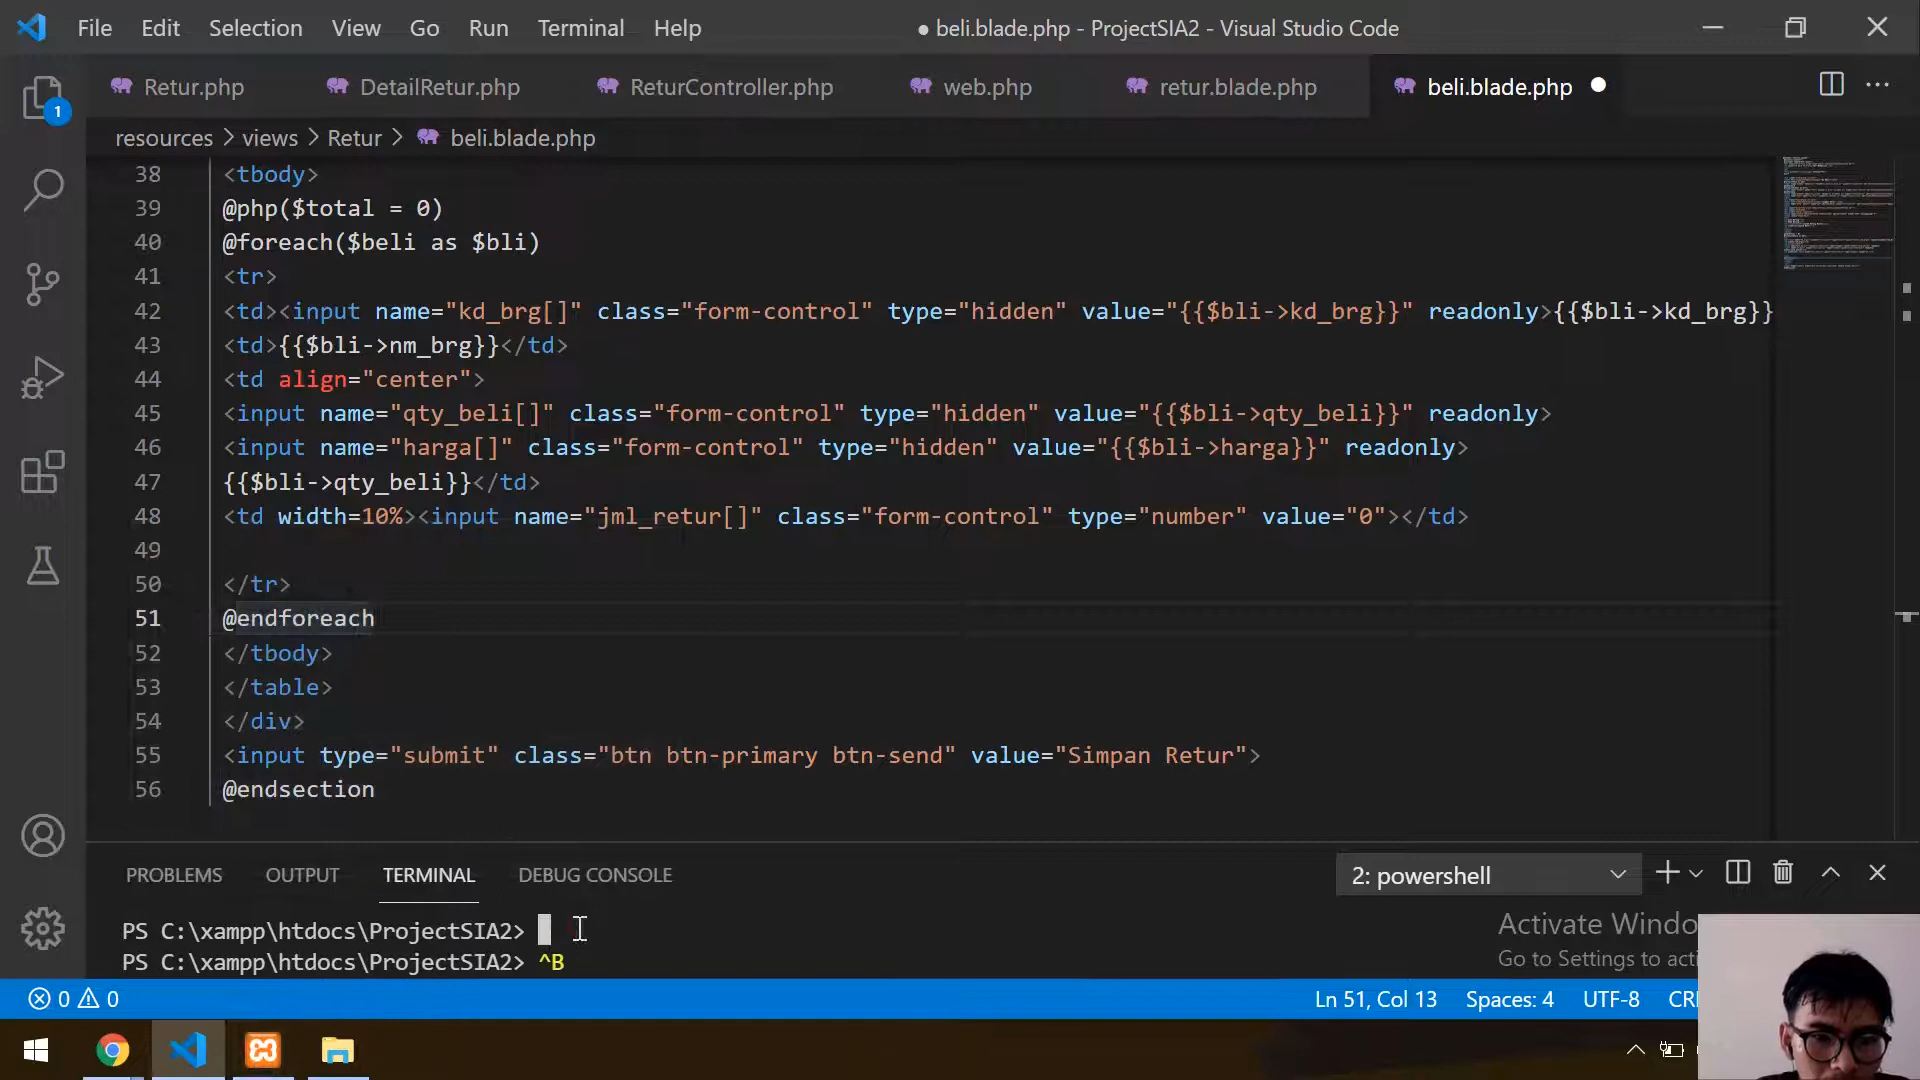 File Edit Selection View Go Run Terminal Help ● beli.blade.php - ProjectSIA2 - Visual Studio Code
Retur.php DetailRetur.php ReturController.php web.php retur.blade.php beli.blade.php
resources > views > Retur > beli.blade.php
38 <tbody>
39 @php($total = 0)
40 @foreach($beli as $bli)
41 <tr>
42 <td><input name="kd_brg[]" class="form-control" type="hidden" value="{{$bli->kd_brg}}" readonly>{{$bli->kd_brg}}
43 <td>{{$bli->nm_brg}}</td>
44 <td align="center">
45 <input name="qty_beli[]" class="form-control" type="hidden" value="{{$bli->qty_beli}}" readonly>
46 <input name="harga[]" class="form-control" type="hidden" value="{{$bli->harga}}" readonly>
47 {{$bli->qty_beli}}</td>
48 <td width=10%><input name="jml_retur[]" class="form-control" type="number" value="0"></td>
49
50 </tr>
51 @endforeach
52 </tbody>
53 </table>
54 </div>
55 <input type="submit" class="btn btn-primary btn-send" value="Simpan Retur">
56 @endsection
1
PROBLEMS OUTPUT TERMINAL DEBUG CONSOLE 2: powershell
PS C:\xampp\htdocs\ProjectSIA2>
PS C:\xampp\htdocs\ProjectSIA2> ^B
Activate Windo
Go to Settings to acti
0 0 Ln 51, Col 13 Spaces: 4 UTF-8 CR